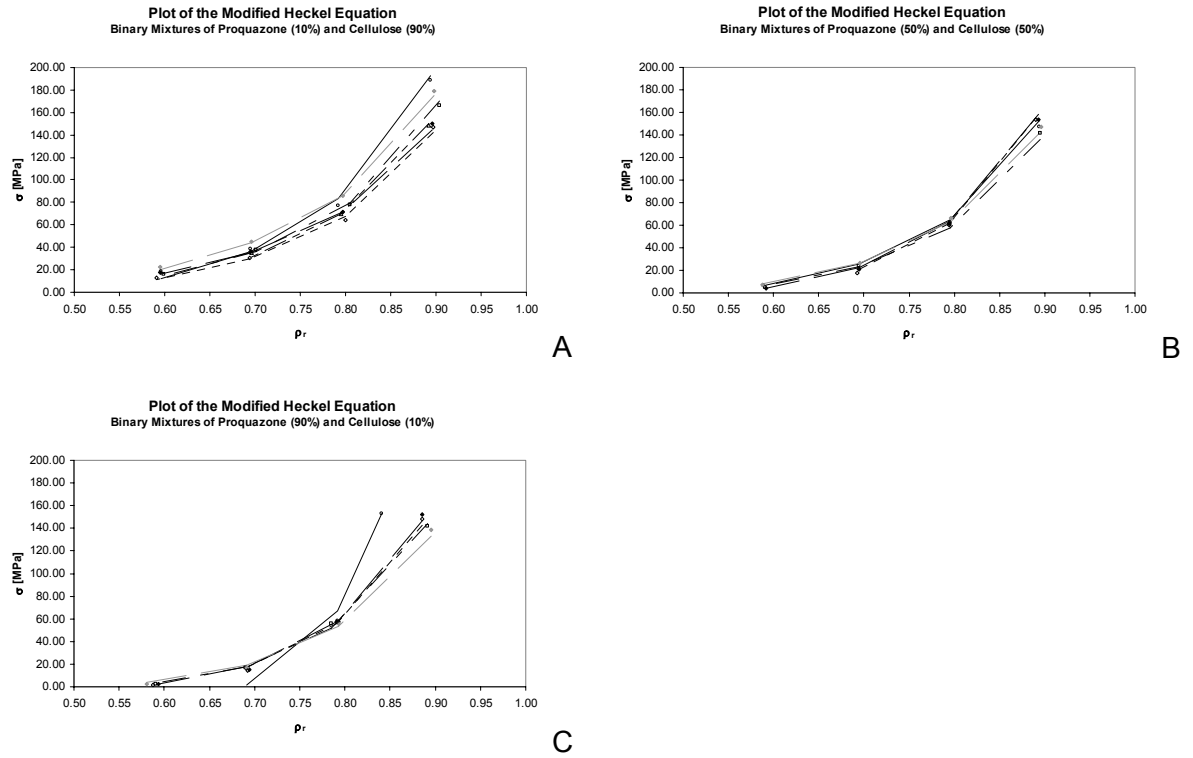 Plot of the Modified Heckel Equation
Binary Mixtures of Proquazone (10%) and Cellulose (90%)
200.00
180.00
160.00
140.00
120.00
100.00
80.00
60.00
40.00
20.00
0.00
σ [MPa]
0.50 0.55 0.60 0.65 0.70 0.75 0.80 0.85 0.90 0.95 1.00
ρr
A
Plot of the Modified Heckel Equation
Binary Mixtures of Proquazone (50%) and Cellulose (50%)
200.00
180.00
160.00
140.00
120.00
100.00
80.00
60.00
40.00
20.00
0.00
σ [MPa]
0.50 0.55 0.60 0.65 0.70 0.75 0.80 0.85 0.90 0.95 1.00
ρr
B
Plot of the Modified Heckel Equation
Binary Mixtures of Proquazone (90%) and Cellulose (10%)
200.00
180.00
160.00
140.00
120.00
100.00
80.00
60.00
40.00
20.00
0.00
σ [MPa]
0.50 0.55 0.60 0.65 0.70 0.75 0.80 0.85 0.90 0.95 1.00
ρr
C